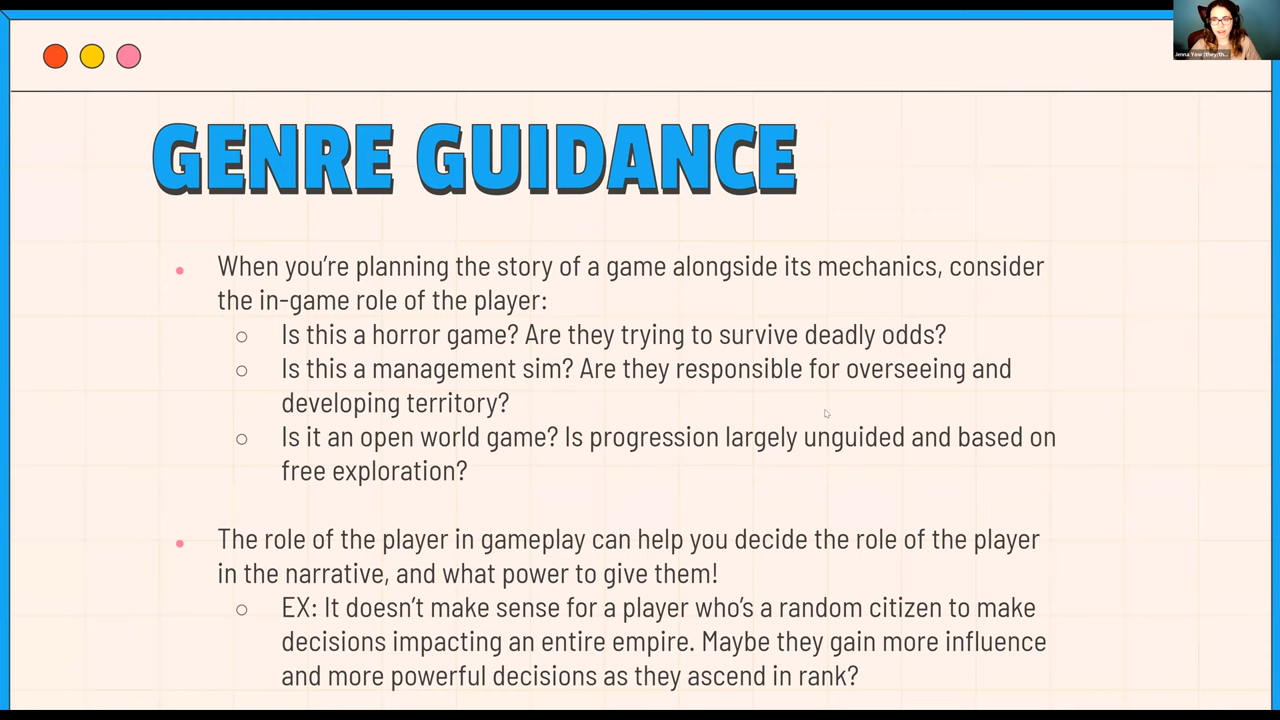 Jenna Yow (they/th...
GENRE GUIDANCE
When you're planning the story of a game alongside its mechanics, consider
the in-game role of the player:
Is this a horror game? Are they trying to survive deadly odds?
Is this a management sim? Are they responsible for overseeing and
developing territory?
Is it an open world game? Is progression largely unguided and based on
free exploration?
The role of the player in gameplay can help you decide the role of the player
in the narrative, and what power to give them!
EX: It doesn't make sense for a player who's a random citizen to make
decisions impacting an entire empire. Maybe they gain more influence
and more powerful decisions as they ascend in rank?